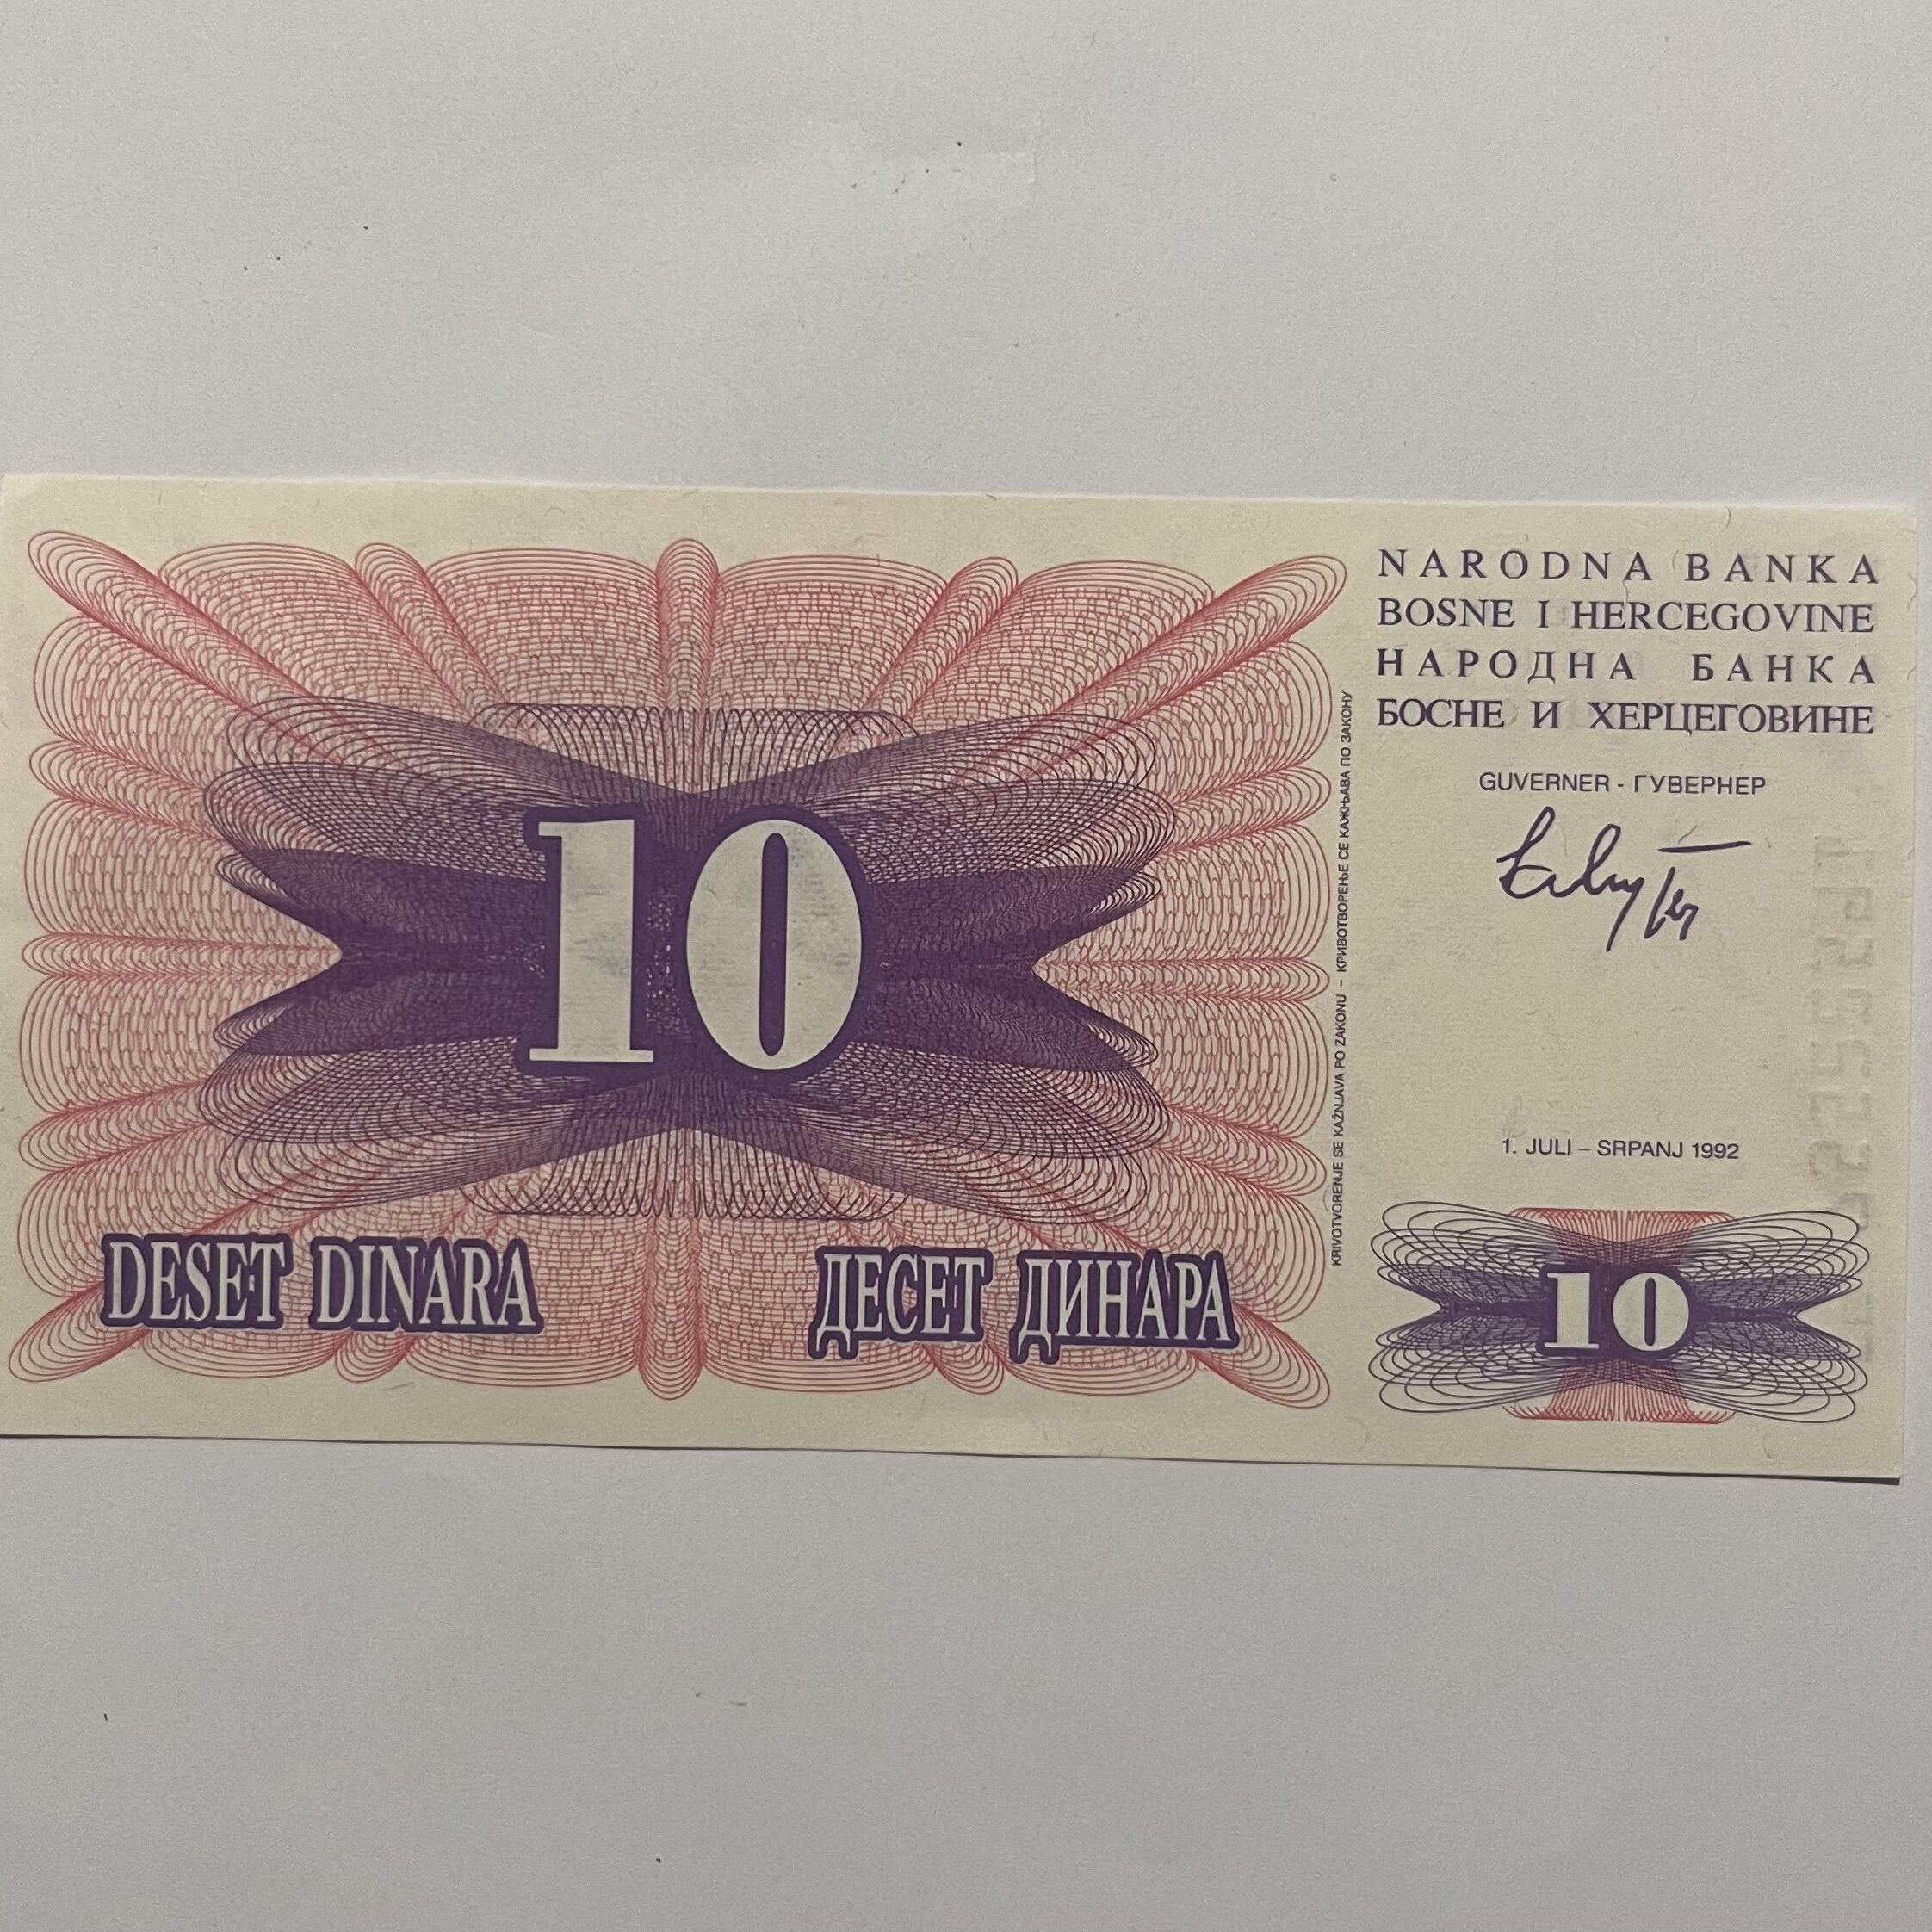 NARODNA BANKA
BOSNE I HERCEGOVINE
НАРОДНА БАНКА
БОСНЕ И ХЕРЦЕГОВИНЕ
GUVERNER - ГУВЕРНЕР
1. JULI – SRPANJ 1992
10
10
DESET DINARA
ДЕСЕТ ДИНАРА
KRIVOTVORENJE SE KAŽNJAVA PO ZAKONU – КРИВОТВОРЕЊЕ СЕ КАЖЊАВА ПО ЗАКОНУ